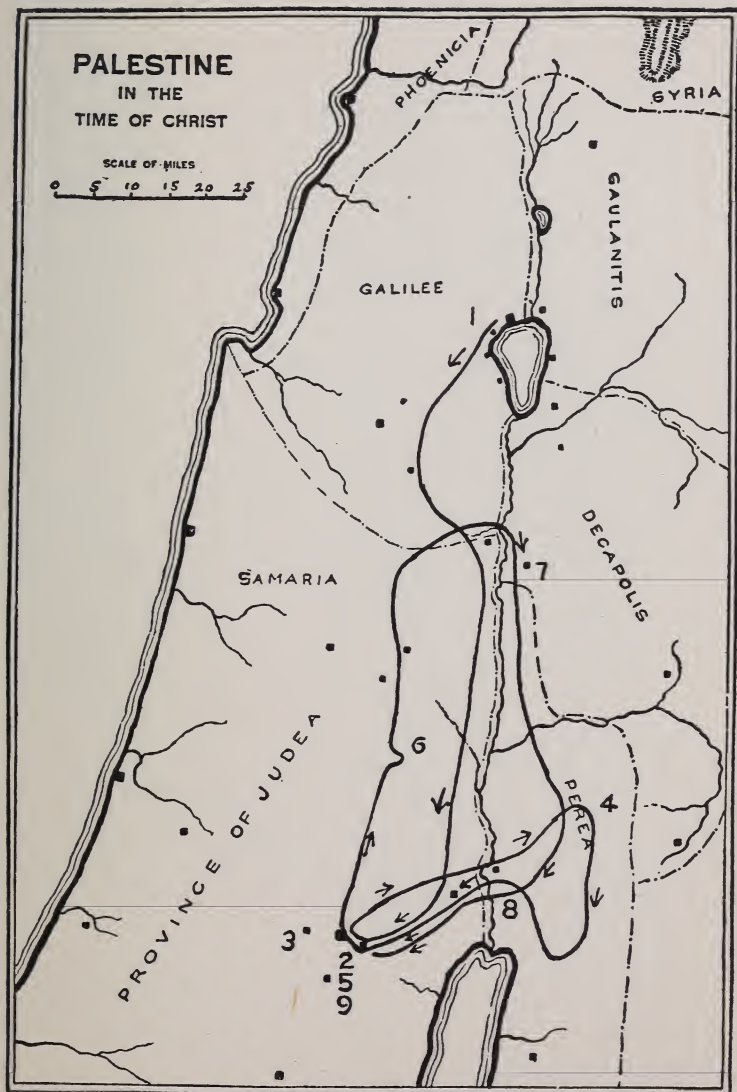 PALESTINE
IN THE
TIME OF CHRIST
SCALE OF MILES
0 5 10 15 20 25
PHOENICIA
SYRIA
GAULANITIS
GALILEE
1
DECAPOLIS
7
SAMARIA
6
PROVINCE OF JUDEA
PEREA
4
8
3
2
5
9